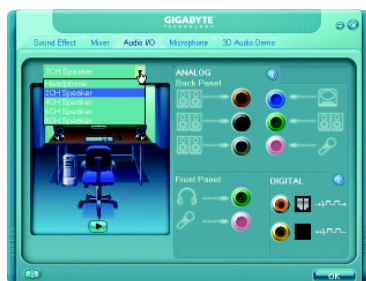 GIGABYTE
TECHNOLOGY
Sound Effect Mixer Audio I/O Microphone 3D Audio Demo
2CH Speaker
Headphone
2CH Speaker
4CH Speaker
6CH Speaker
8CH Speaker
ANALOG
Back Panel
Front Panel
DIGITAL
OK